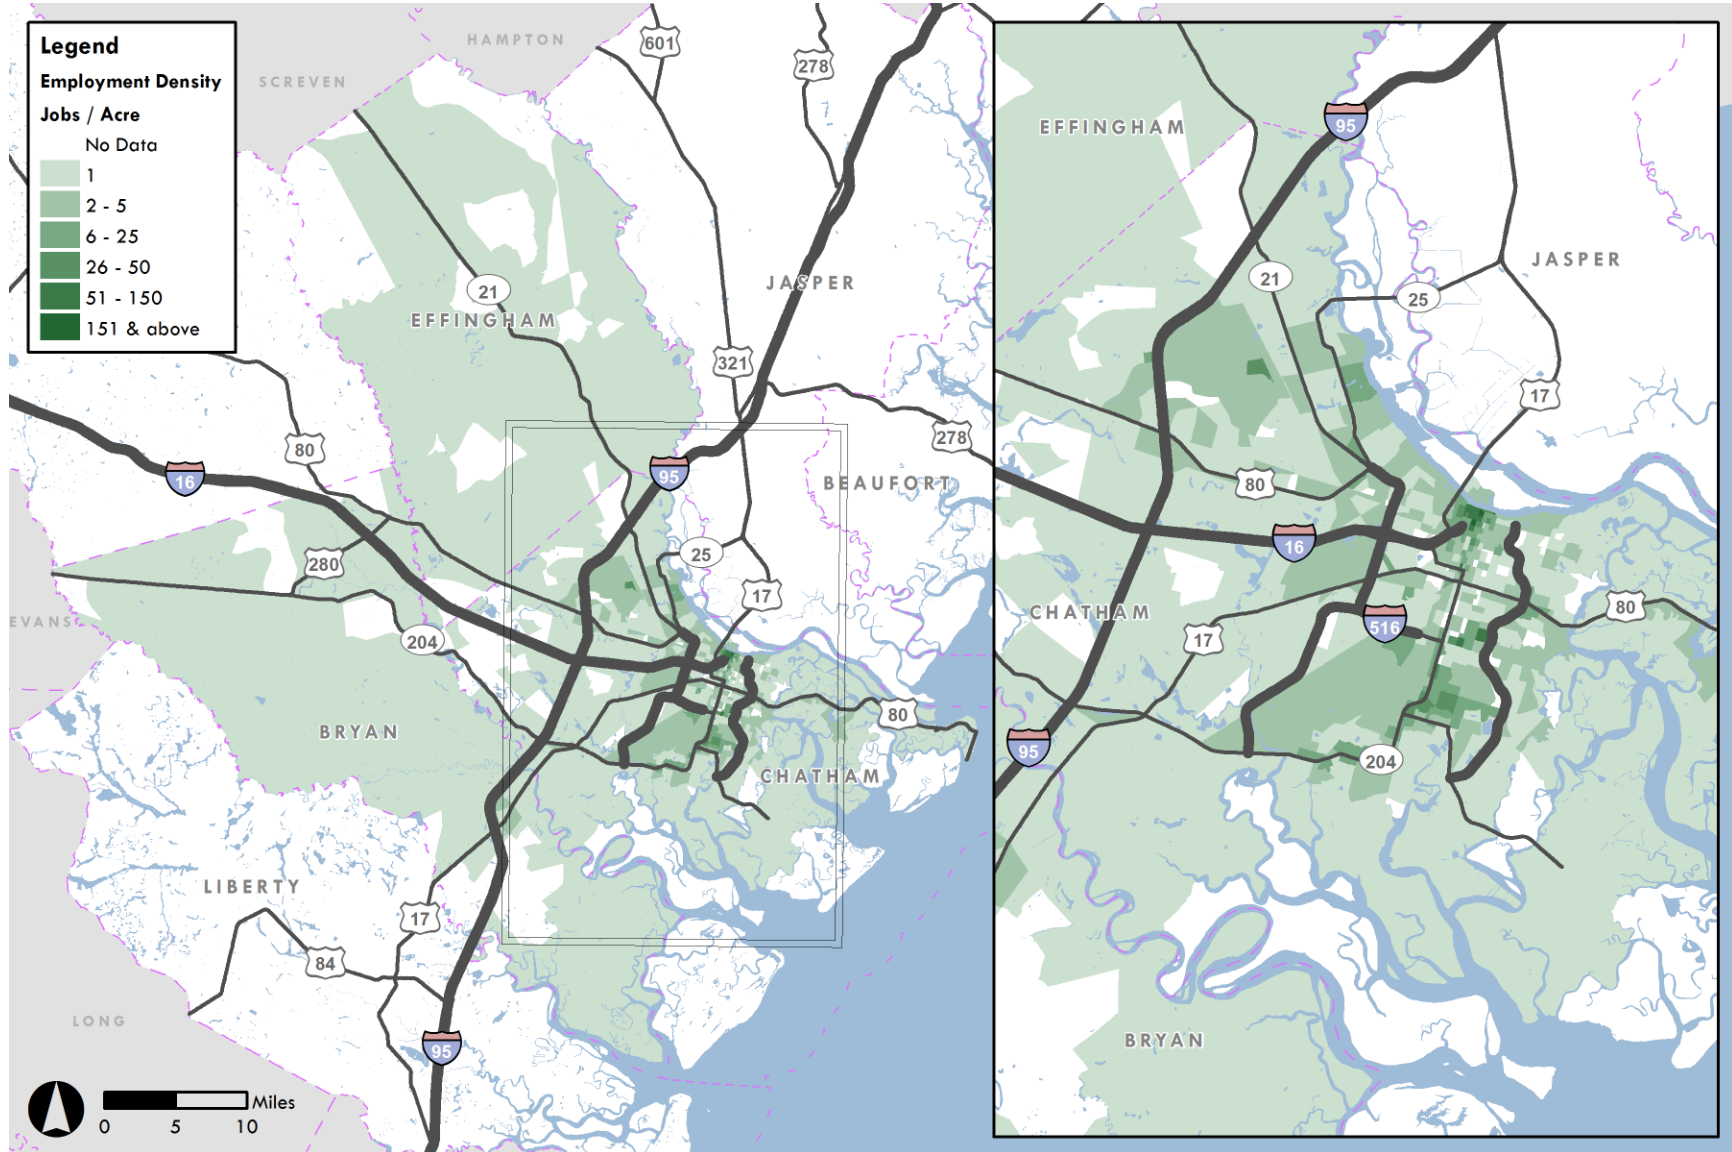 Legend
Employment Density
Jobs / Acre
No Data
1
2 - 5
6 - 25
26 - 50
51 - 150
151 & above
HAMPTON
SCREVEN
601
278
21
EFFINGHAM
JASPER
321
80
16
95
278
BEAUFORT
280
25
17
EVANS
204
BRYAN
80
CHATHAM
LIBERTY
17
84
LONG
95
Miles
0 5 10
EFFINGHAM
95
JASPER
21
25
17
80
16
CHATHAM
516
80
17
95
204
BRYAN